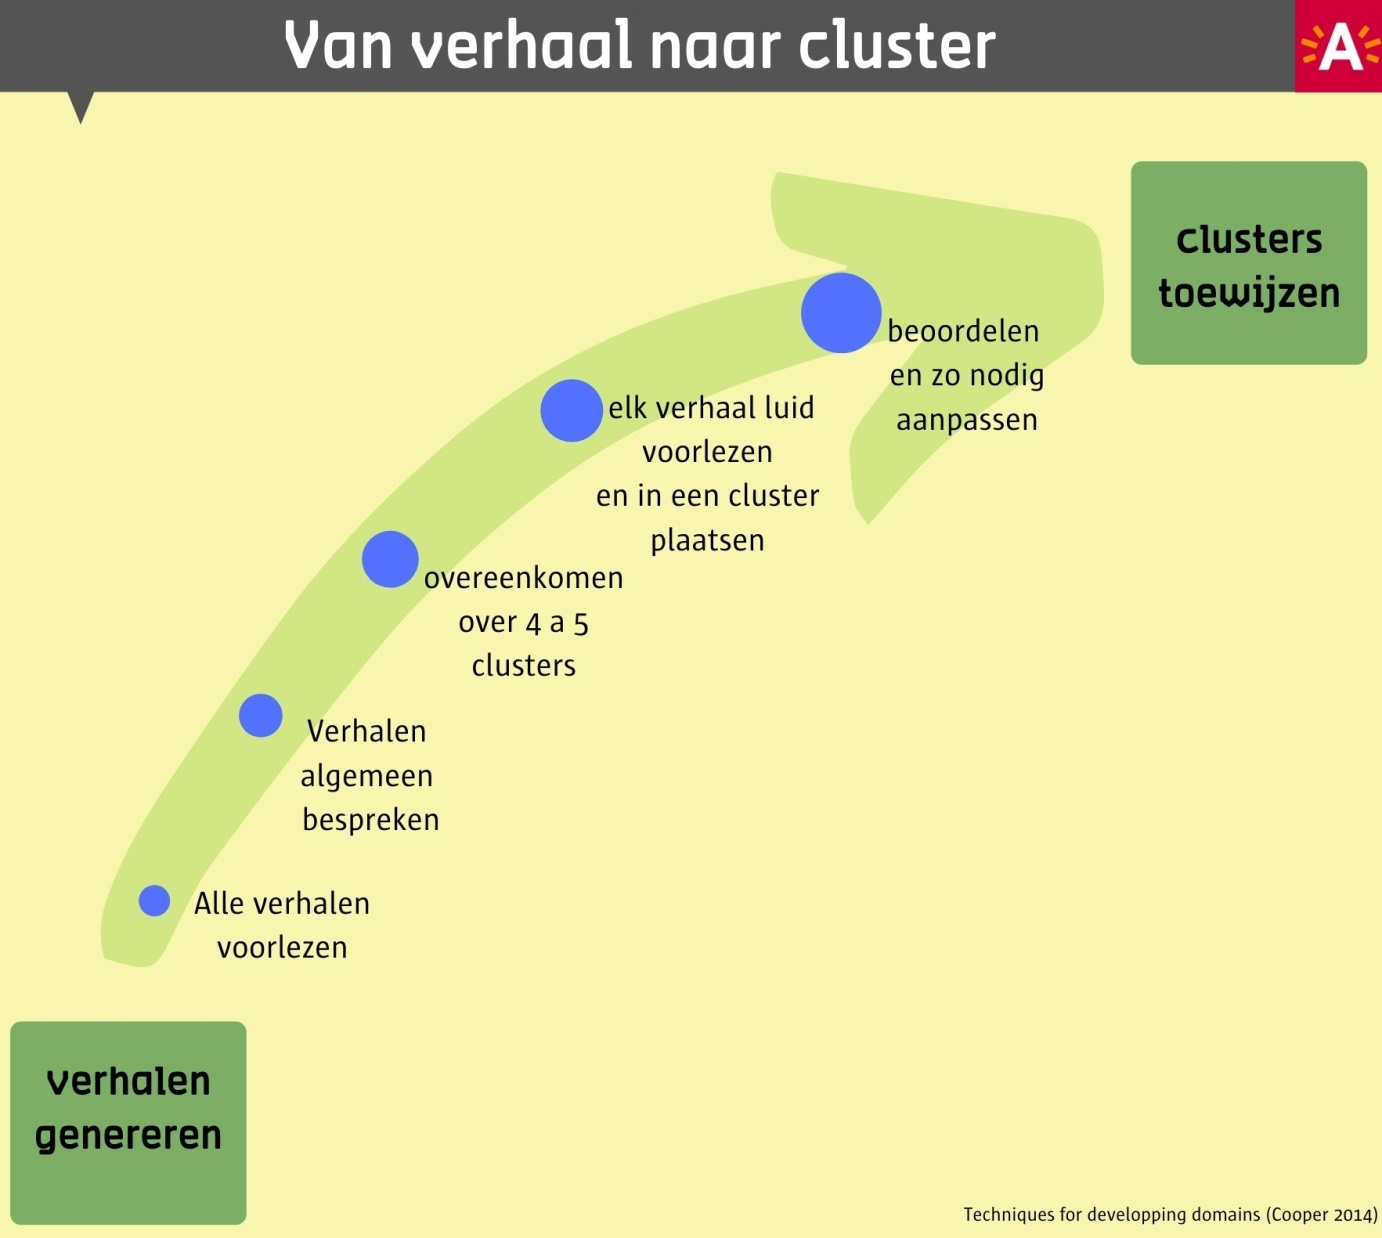 Van verhaal naar cluster
A
clusters
toewijzen
beoordelen
en zo nodig
aanpassen
elk verhaal luid
voorlezen
en in een cluster
plaatsen
overeenkomen
over 4 a 5
clusters
Verhalen
algemeen
bespreken
Alle verhalen
voorlezen
verhalen
genereren
Techniques for developping domains (Cooper 2014)